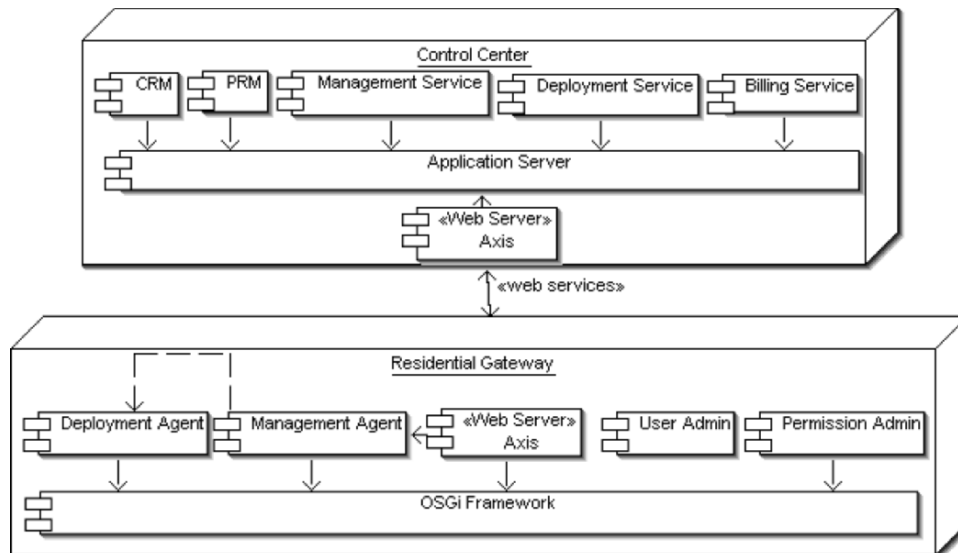 Control Center
CRM
PRM
Management Service
Deployment Service
Billing Service
Application Server
«Web Server»
Axis
«web services»
Residential Gateway
Deployment Agent
Management Agent
«Web Server»
Axis
User Admin
Permission Admin
OSGi Framework